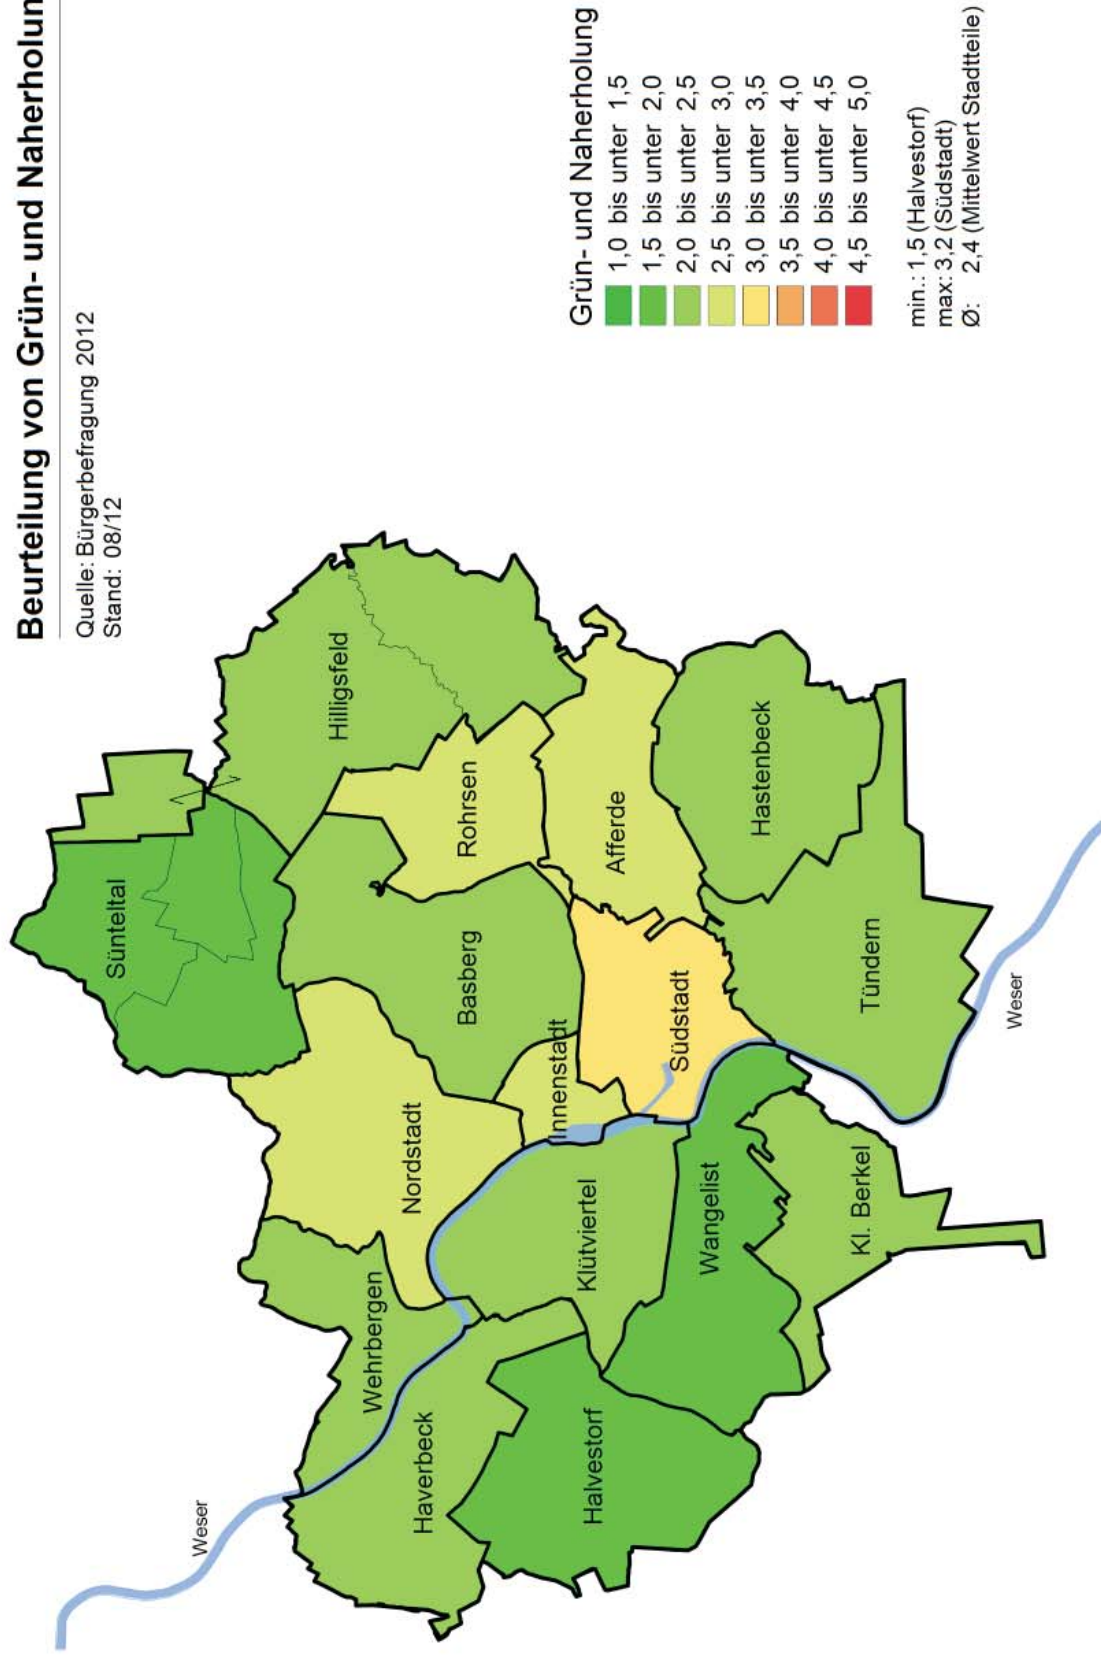 Beurteilung von Grün- und Naherholun
Quelle: Bürgerbefragung 2012
Stand: 08/12
Weser
Sünteltal
Hilligsfeld
Wehrbergen
Nordstadt
Haverbeck
Basberg
Rohrsen
Innenstadt
Klütviertel
Halvestorf
Afferde
Südstadt
Wangelist
Hastenbeck
Kl. Berkel
Tündern
Weser
Grün- und Naherholung
1,0 bis unter 1,5
1,5 bis unter 2,0
2,0 bis unter 2,5
2,5 bis unter 3,0
3,0 bis unter 3,5
3,5 bis unter 4,0
4,0 bis unter 4,5
4,5 bis unter 5,0
min.: 1,5 (Halvestorf)
max: 3,2 (Südstadt)
Ø: 2,4 (Mittelwert Stadtteile)